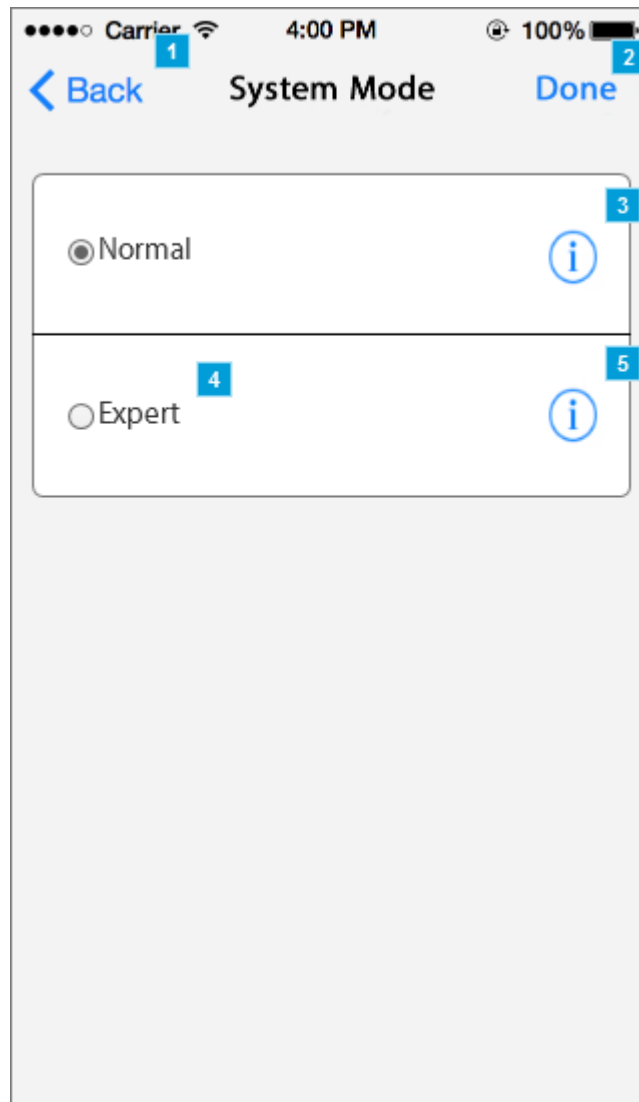 Carrier 4:00 PM 100%
1 2
Back System Mode Done
3
Normal i
4 5
Expert i